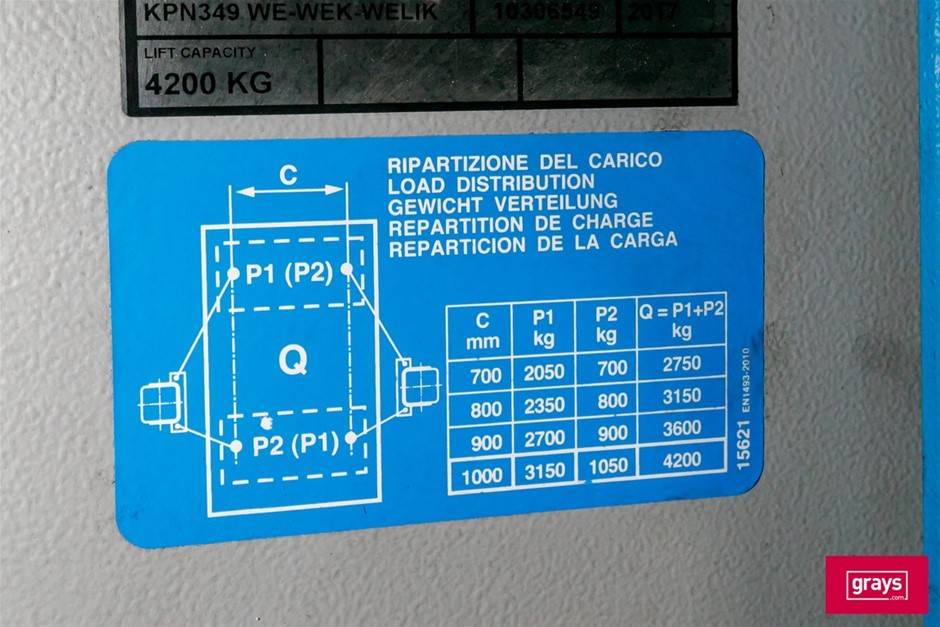 KPN349 WE-WEK-WELIK 10306549 2017
LIFT CAPACITY
4200 KG
RIPARTIZIONE DEL CARICO
LOAD DISTRIBUTION
GEWICHT VERTEILUNG
REPARTITION DE CHARGE
REPARTICION DE LA CARGA
C
P1 (P2)
Q
P2 (P1)
C mm P1 kg P2 kg Q = P1+P2 kg
700 2050 700 2750
800 2350 800 3150
900 2700 900 3600
1000 3150 1050 4200
15621 EN1493-2010
grays.com